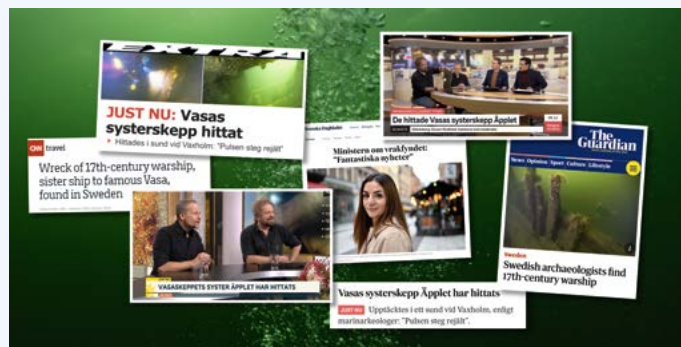 EXTRA
JUST NU: Vasas
systerskepp hittat
Hittades i sund vid Vaxholm: "Pulsen steg rejält"
CNN travel
Wreck of 17th-century warship,
sister ship to famous Vasa,
found in Sweden
De hittade Vasas systerskepp Äpplet
Svenska Dagbladet
Ministern om vrakfyndet:
"Fantastiska nyheter"
The
Guardian
News Opinion Sport Culture Lifestyle
Sweden
Swedish archaeologists find
17th-century warship
VASASKEPPETS SYSTER ÄPPLET HAR HITTATS
Vasas systerskepp Äpplet har hittats
JUST NU Upptäcktes i ett sund vid Vaxholm, enligt
marinarkeologer: "Pulsen steg rejält".